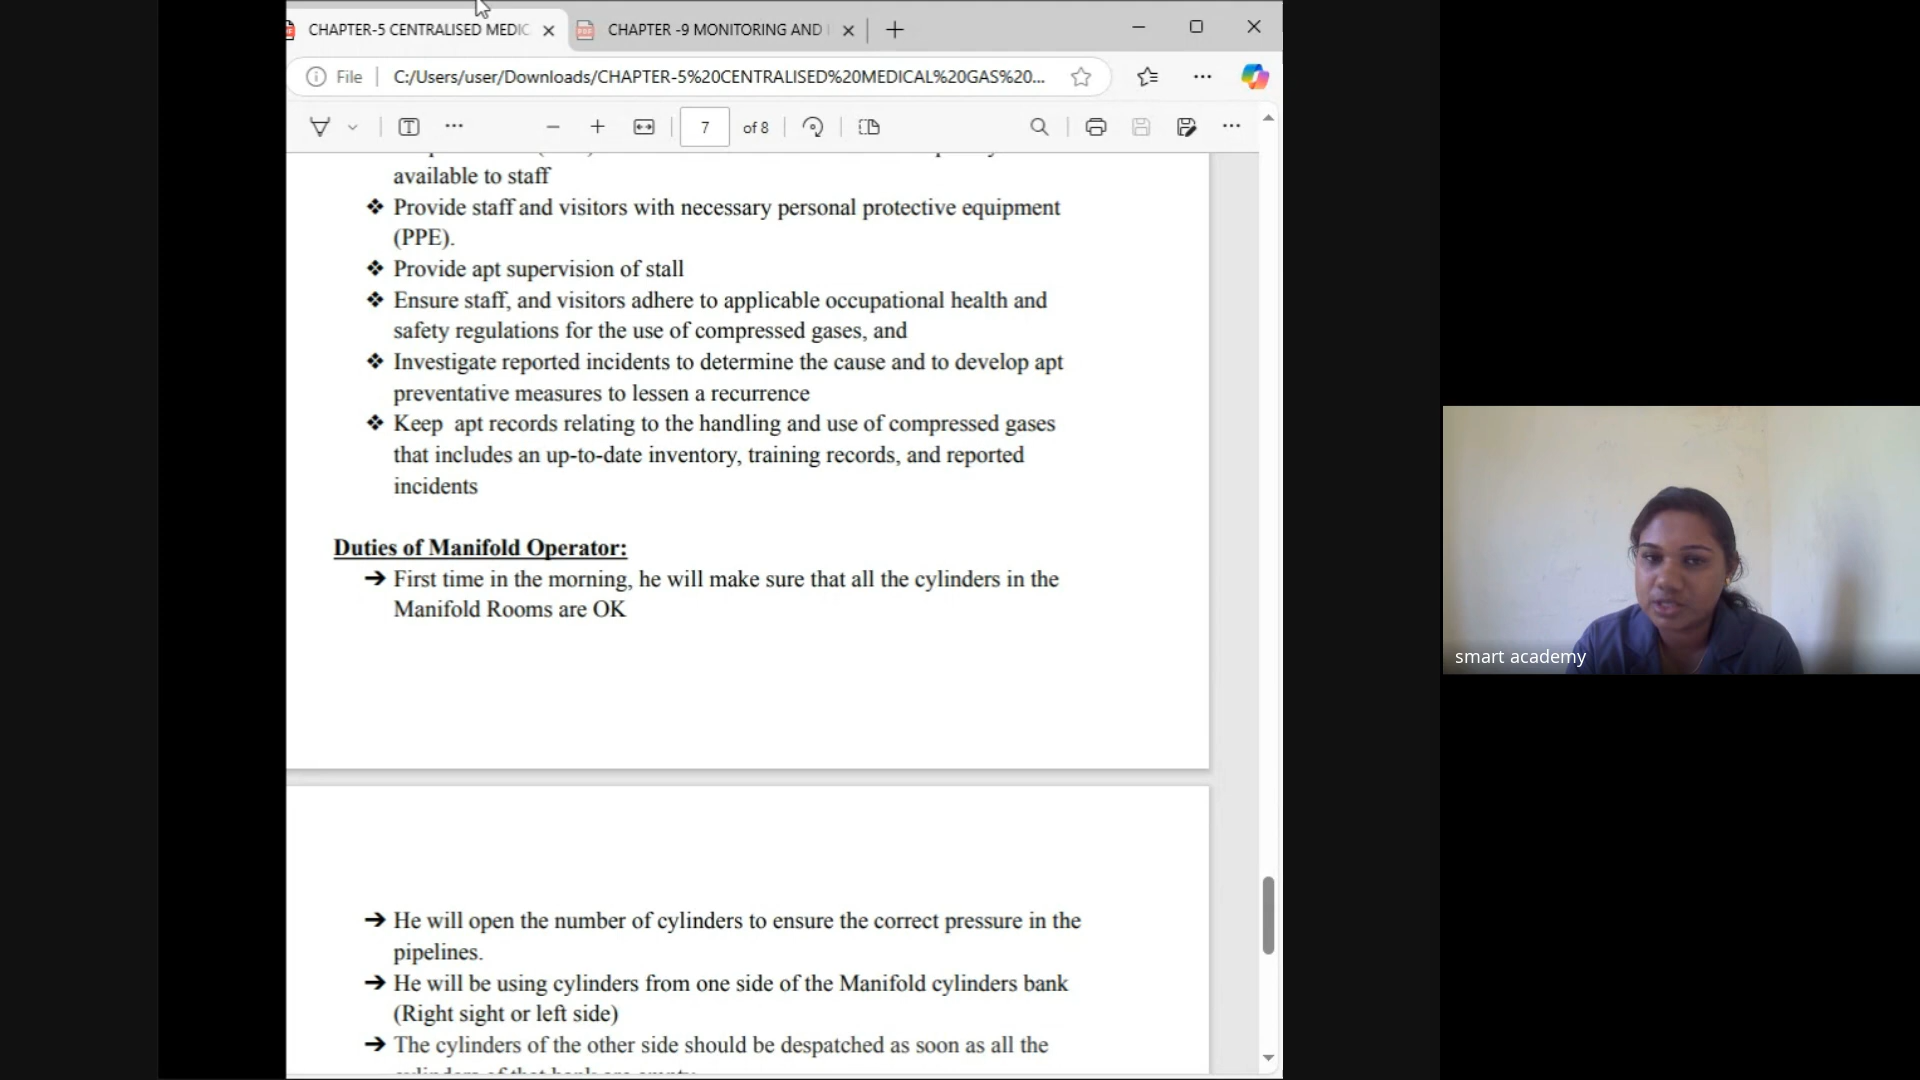 CHAPTER-5 CENTRALISED MEDIC
CHAPTER -9 MONITORING AND
File
C:/Users/user/Downloads/CHAPTER-5%20CENTRALISED%20MEDICAL%20GAS%20...
7 of 8
available to staff
❖ Provide staff and visitors with necessary personal protective equipment
(PPE).
❖ Provide apt supervision of stall
❖ Ensure staff, and visitors adhere to applicable occupational health and
safety regulations for the use of compressed gases, and
❖ Investigate reported incidents to determine the cause and to develop apt
preventative measures to lessen a recurrence
❖ Keep apt records relating to the handling and use of compressed gases
that includes an up-to-date inventory, training records, and reported
incidents
Duties of Manifold Operator:
➔ First time in the morning, he will make sure that all the cylinders in the
Manifold Rooms are OK
➔ He will open the number of cylinders to ensure the correct pressure in the
pipelines.
➔ He will be using cylinders from one side of the Manifold cylinders bank
(Right sight or left side)
➔ The cylinders of the other side should be despatched as soon as all the
cylinders of that bank are empty
smart academy